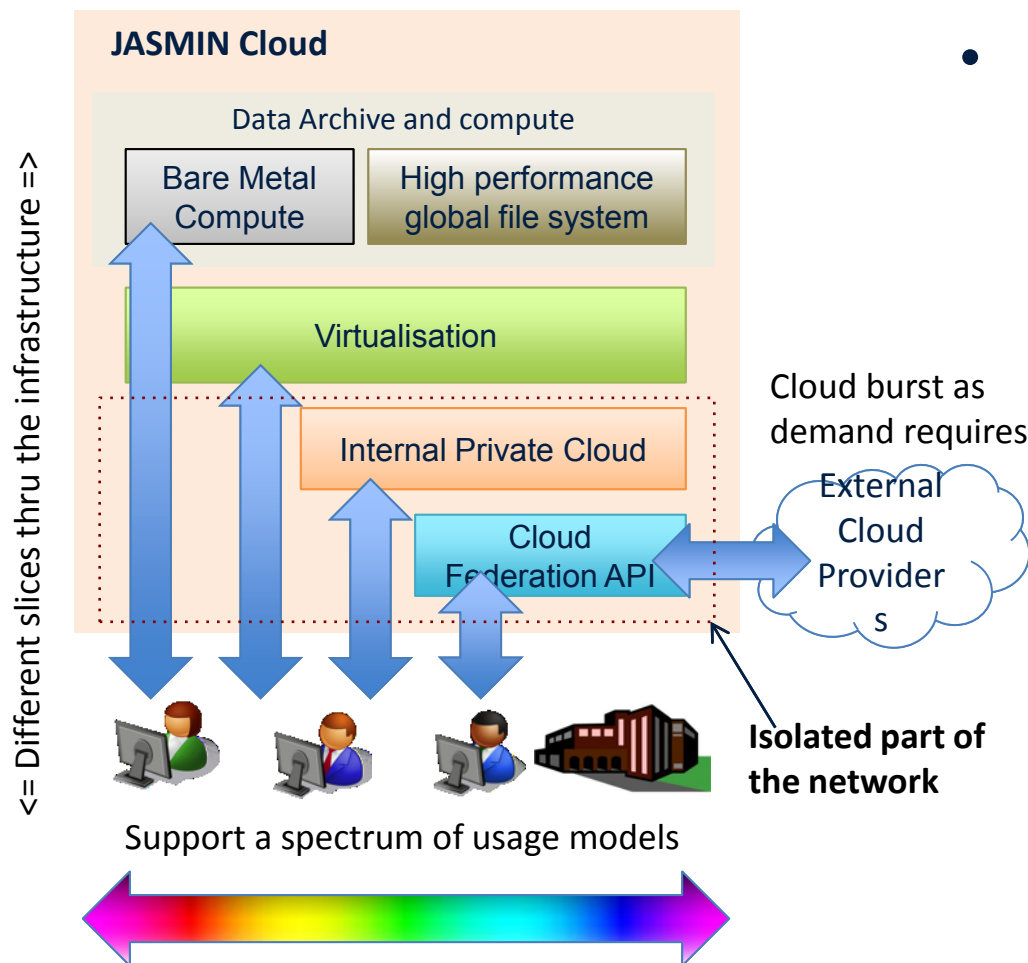 JASMIN Cloud
•
Data Archive and compute
Bare Metal
Compute
High performance
global file system
<= Different slices thru the infrastructure =>
Virtualisation
Internal Private Cloud
Cloud
Federation API
Cloud burst as
demand requires
External
Cloud
Provider
s
Isolated part of
the network
Support a spectrum of usage models